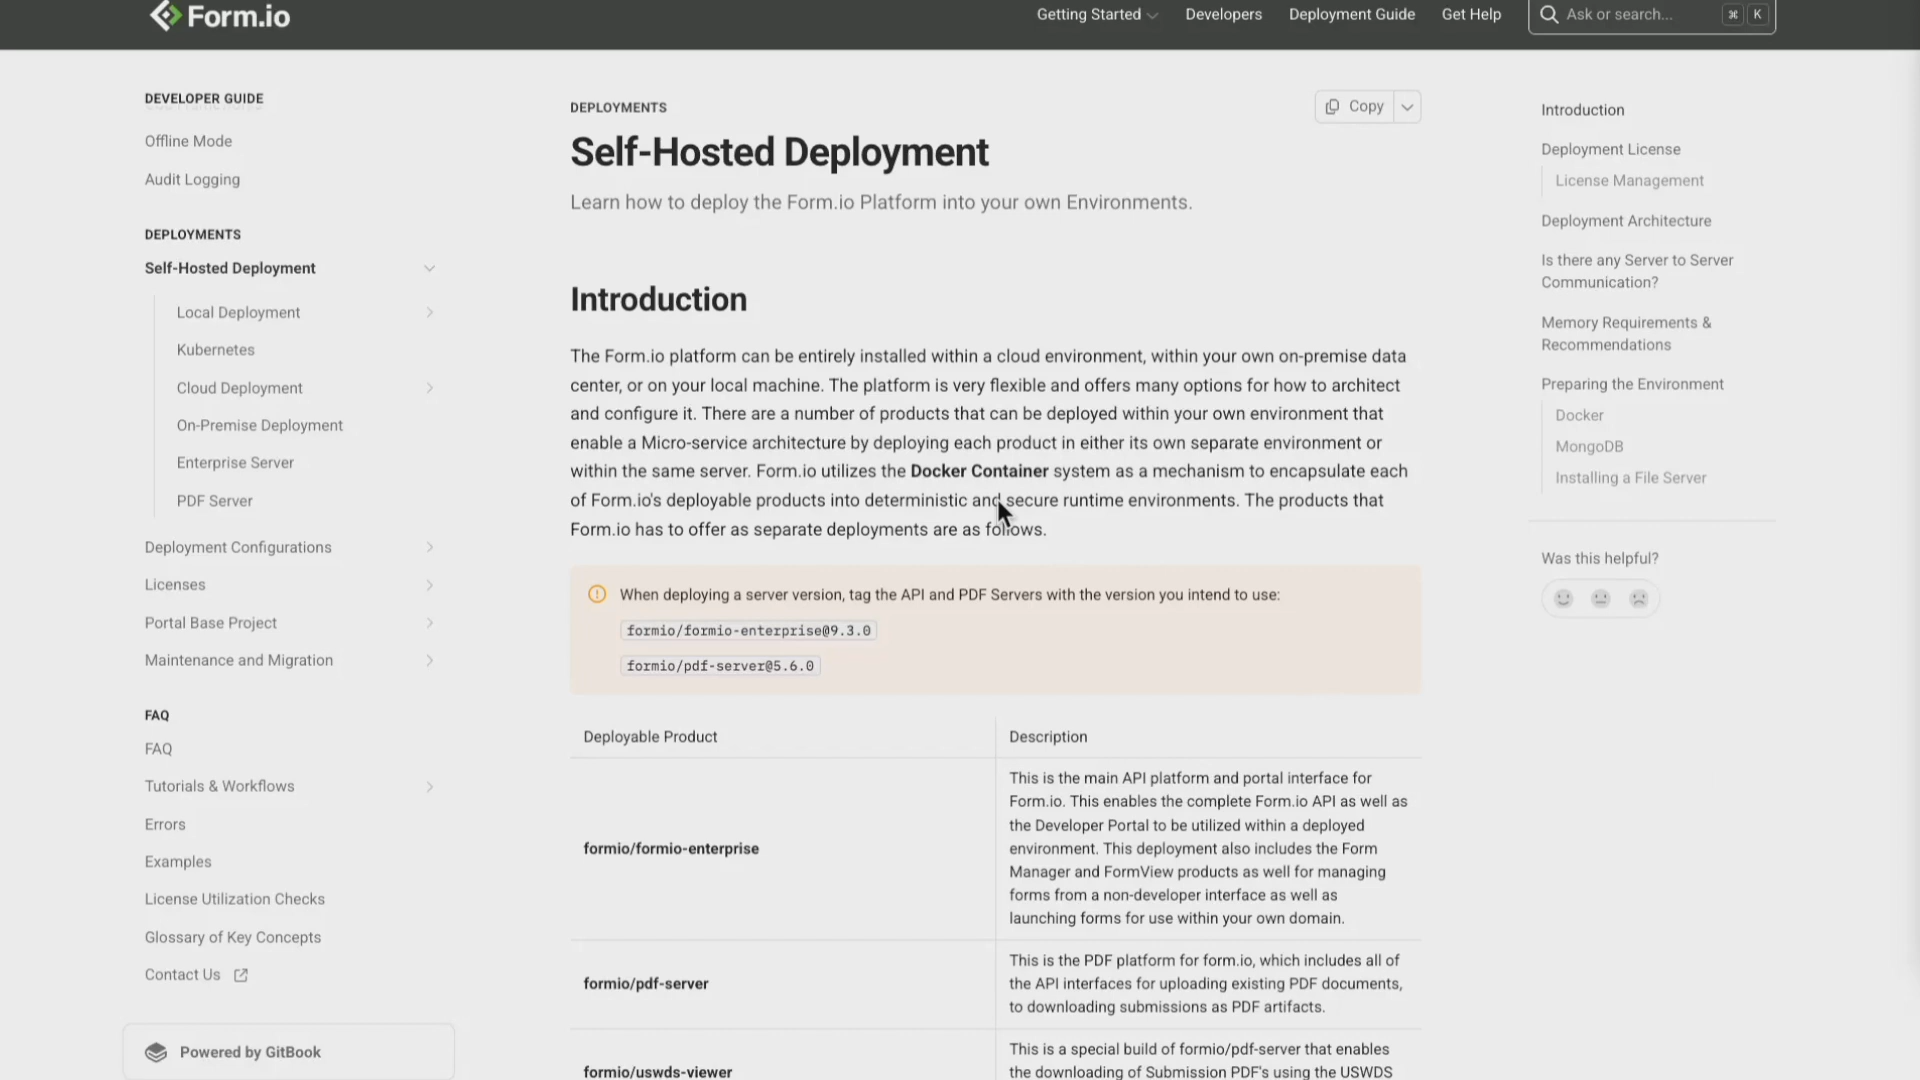 Form.io
Getting Started
Developers
Deployment Guide
Get Help
Ask or search...
⌘
K
DEVELOPER GUIDE
Offline Mode
Audit Logging
DEPLOYMENTS
Self-Hosted Deployment
Local Deployment
Kubernetes
Cloud Deployment
On-Premise Deployment
Enterprise Server
PDF Server
Deployment Configurations
Licenses
Portal Base Project
Maintenance and Migration
FAQ
FAQ
Tutorials & Workflows
Errors
Examples
License Utilization Checks
Glossary of Key Concepts
Contact Us
Powered by GitBook
DEPLOYMENTS
Copy
Self-Hosted Deployment
Learn how to deploy the Form.io Platform into your own Environments.
Introduction
The Form.io platform can be entirely installed within a cloud environment, within your own on-premise data
center, or on your local machine. The platform is very flexible and offers many options for how to architect
and configure it. There are a number of products that can be deployed within your own environment that
enable a Micro-service architecture by deploying each product in either its own separate environment or
within the same server. Form.io utilizes the Docker Container system as a mechanism to encapsulate each
of Form.io's deployable products into deterministic and secure runtime environments. The products that
Form.io has to offer as separate deployments are as follows.
When deploying a server version, tag the API and PDF Servers with the version you intend to use:
formio/formio-enterprise@9.3.0
formio/pdf-server@5.6.0
Deployable Product
Description
formio/formio-enterprise
This is the main API platform and portal interface for
Form.io. This enables the complete Form.io API as well as
the Developer Portal to be utilized within a deployed
environment. This deployment also includes the Form
Manager and FormView products as well for managing
forms from a non-developer interface as well as
launching forms for use within your own domain.
formio/pdf-server
This is the PDF platform for form.io, which includes all of
the API interfaces for uploading existing PDF documents,
to downloading submissions as PDF artifacts.
formio/uswds-viewer
This is a special build of formio/pdf-server that enables
the downloading of Submission PDF's using the USWDS
Introduction
Deployment License
License Management
Deployment Architecture
Is there any Server to Server
Communication?
Memory Requirements &
Recommendations
Preparing the Environment
Docker
MongoDB
Installing a File Server
Was this helpful?